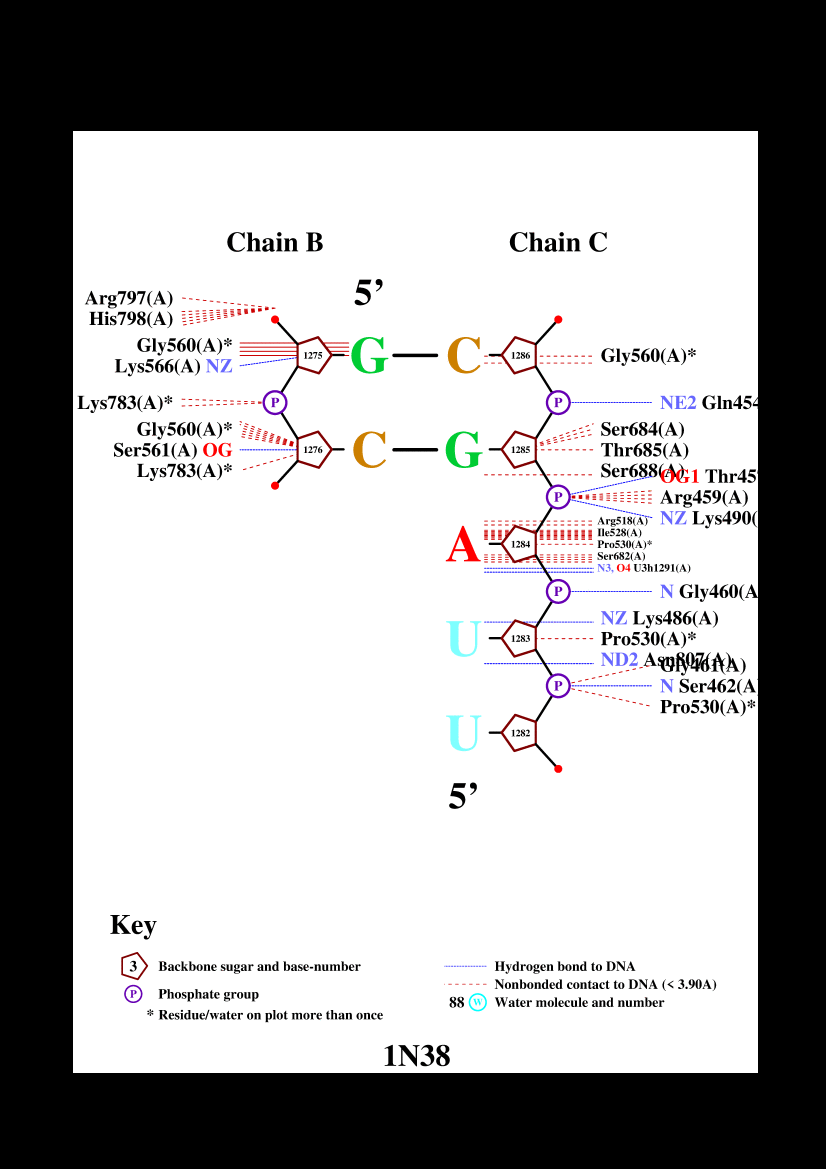 Chain B Chain C
5’
Arg797(A)
His798(A)
Gly560(A)* 1275 G C 1286 Gly560(A)*
Lys566(A) NZ
Lys783(A)* P P NE2 Gln454
Gly560(A)* Ser684(A)
Ser561(A) OG 1276 C G 1285 Thr685(A)
Lys783(A)* Ser688(A)
OG1 Thr45
P Arg459(A)
NZ Lys490(
Arg518(A)
Ile528(A)
A 1284 Pro530(A)*
Ser682(A)
N3, O4 U3h1291(A)
P N Gly460(A
NZ Lys486(A)
U 1283 Pro530(A)*
ND2 Asn807(A)
Gly461(A)
P N Ser462(A)
Pro530(A)*
U 1282
5’
Key
3 Backbone sugar and base-number
P Phosphate group
* Residue/water on plot more than once
Hydrogen bond to DNA
Nonbonded contact to DNA (< 3.90A)
88 W Water molecule and number
1N38